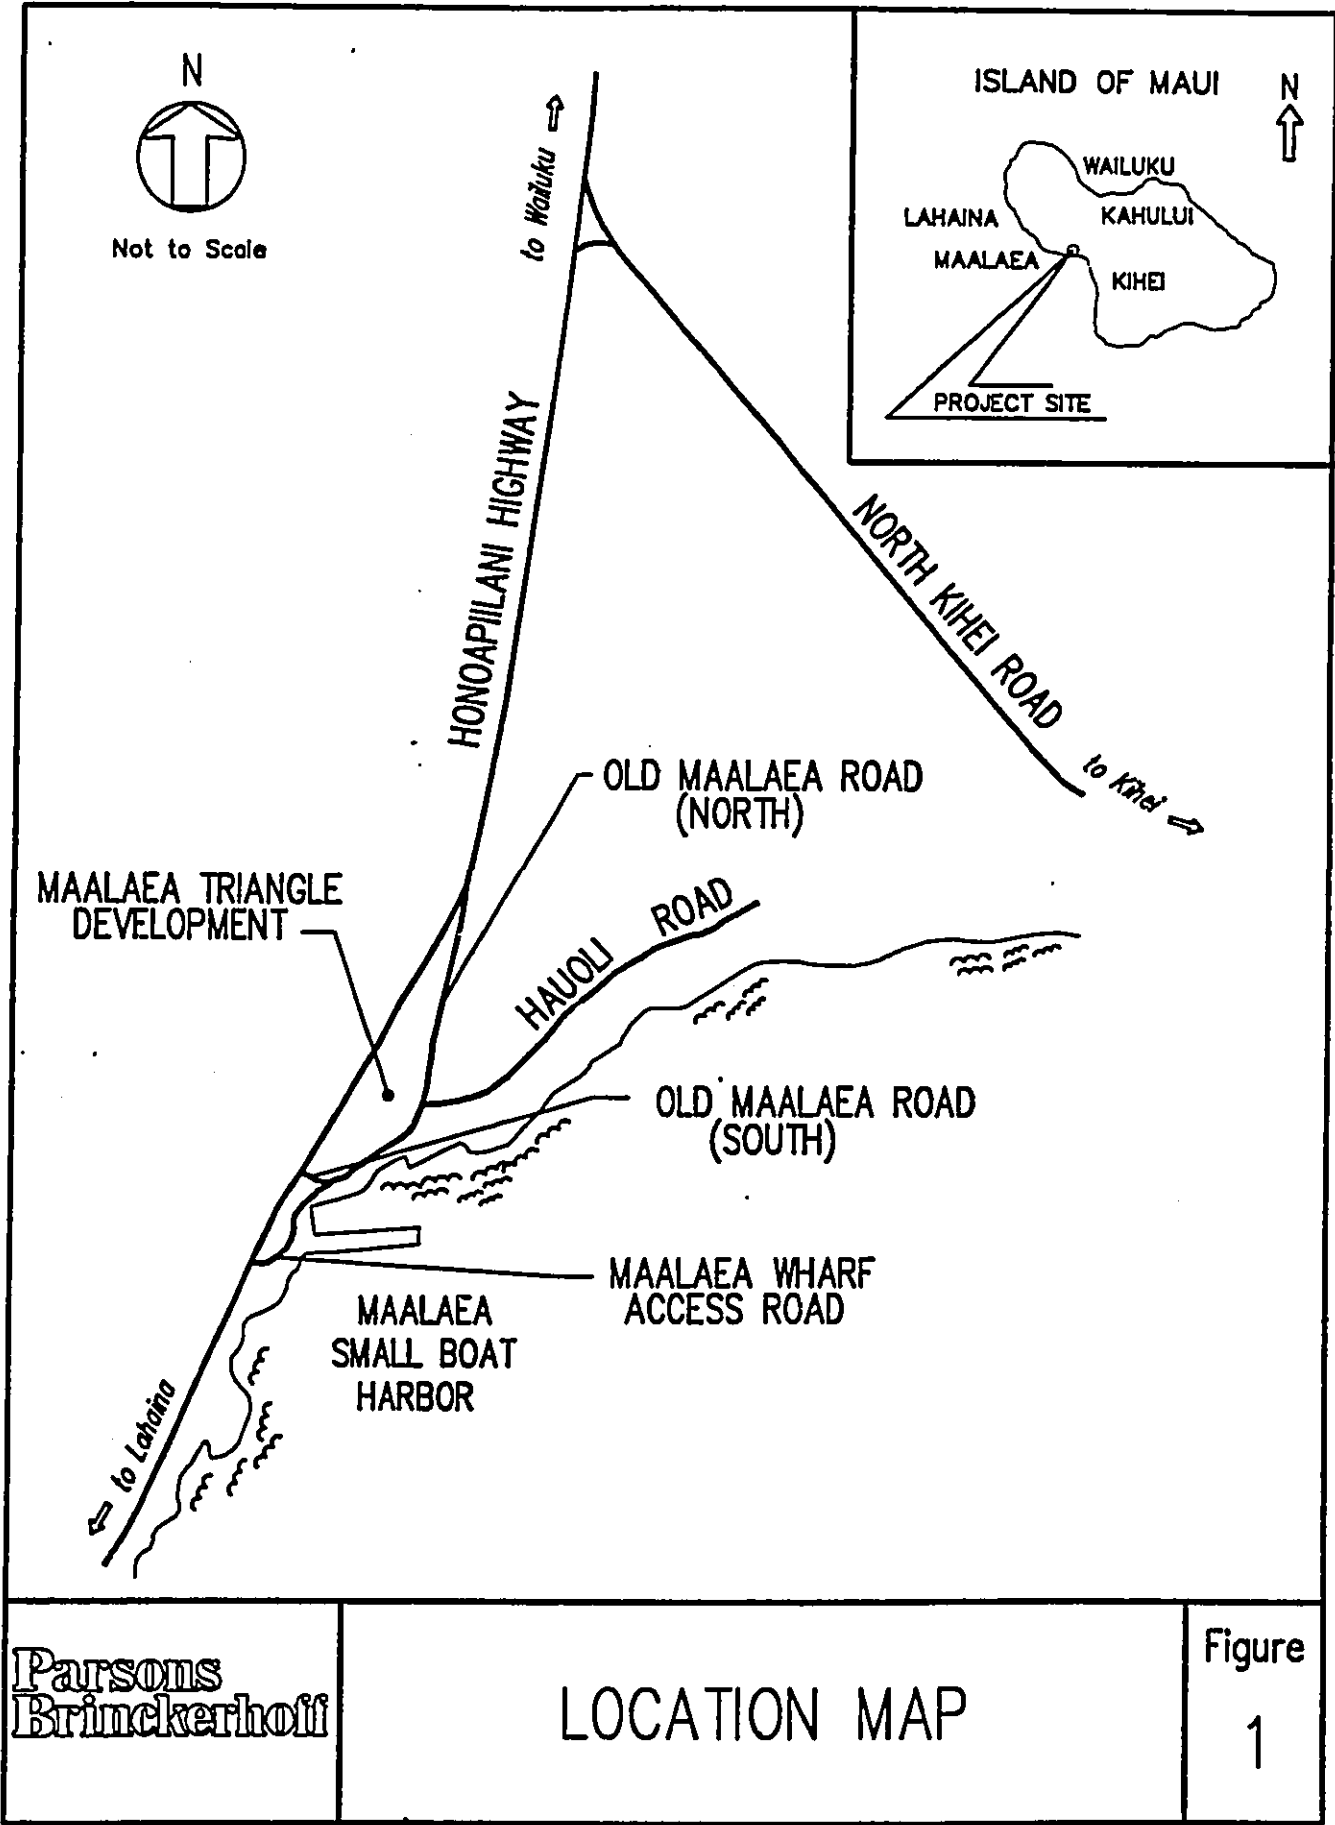 N
Not to Scale
to Wailuku
ISLAND OF MAUI
N
WAILUKU
LAHAINA
KAHULUI
MAALAEA
KIHEI
PROJECT SITE
HONOAPIILANI HIGHWAY
NORTH KIHEI ROAD
to Kihei
OLD MAALAEA ROAD
(NORTH)
MAALAEA TRIANGLE
DEVELOPMENT
HAUOLI ROAD
OLD MAALAEA ROAD
(SOUTH)
MAALAEA WHARF
ACCESS ROAD
MAALAEA
SMALL BOAT
HARBOR
to Lahaina
Parsons
Brinckerhoff
LOCATION MAP
Figure
1